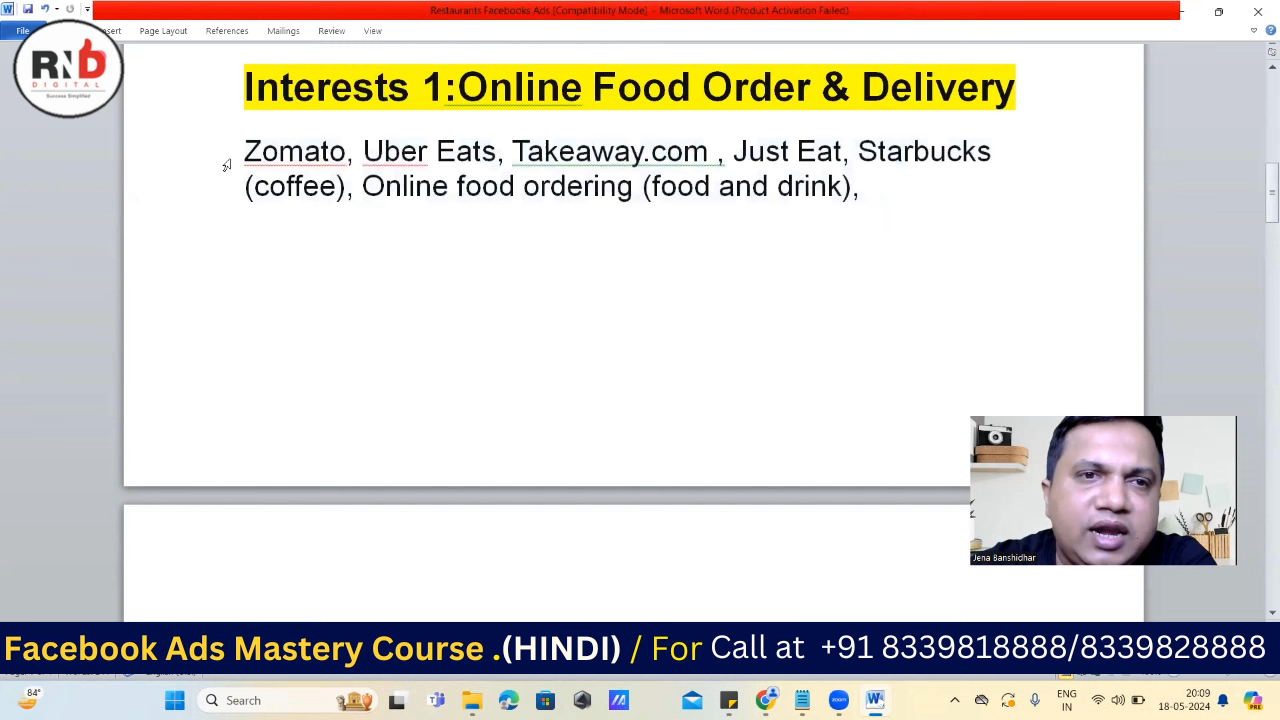 Restaurants Facebooks Ads [Compatibility Mode] - Microsoft Word (Product Activation Failed)
File
Page Layout
References
Mailings
Review
View
RND
DIGITAL
Success Simplified
Interests 1:Online Food Order & Delivery
Zomato, Uber Eats, Takeaway.com , Just Eat, Starbucks
(coffee), Online food ordering (food and drink),
Jena Banshidhar
Facebook Ads Mastery Course .(HINDI) / For Call at +91 8339818888/8339828888
84°
Search
ENG
IN
20:09
18-05-2024